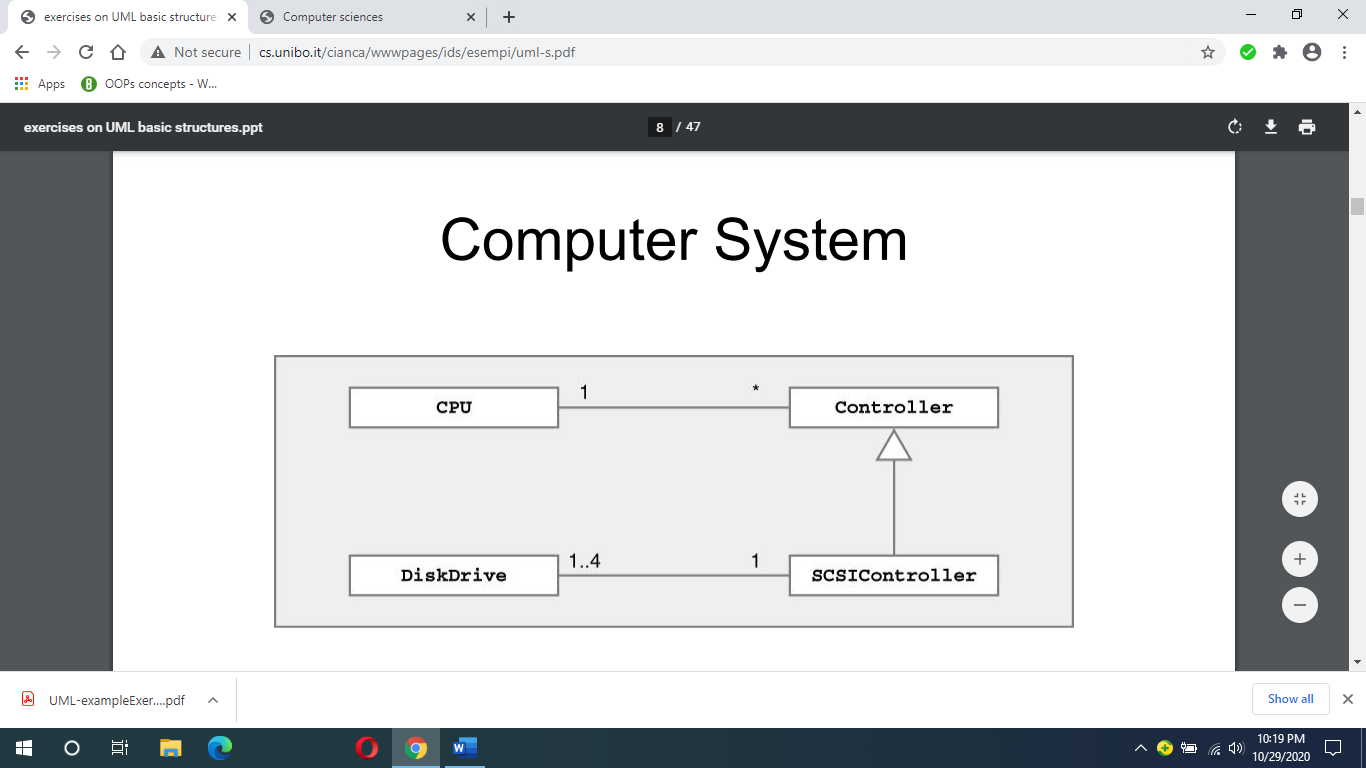 exercises on UML basic structure
Computer sciences
Not secure
cs.unibo.it/cianca/wwwpages/ids/esempi/uml-s.pdf
Apps
OOPs concepts - W...
exercises on UML basic structures.ppt
8 / 47
Computer System
CPU
1
*
Controller
DiskDrive
1..4
1
SCSIController
UML-exampleExer....pdf
Show all
10:19 PM
10/29/2020